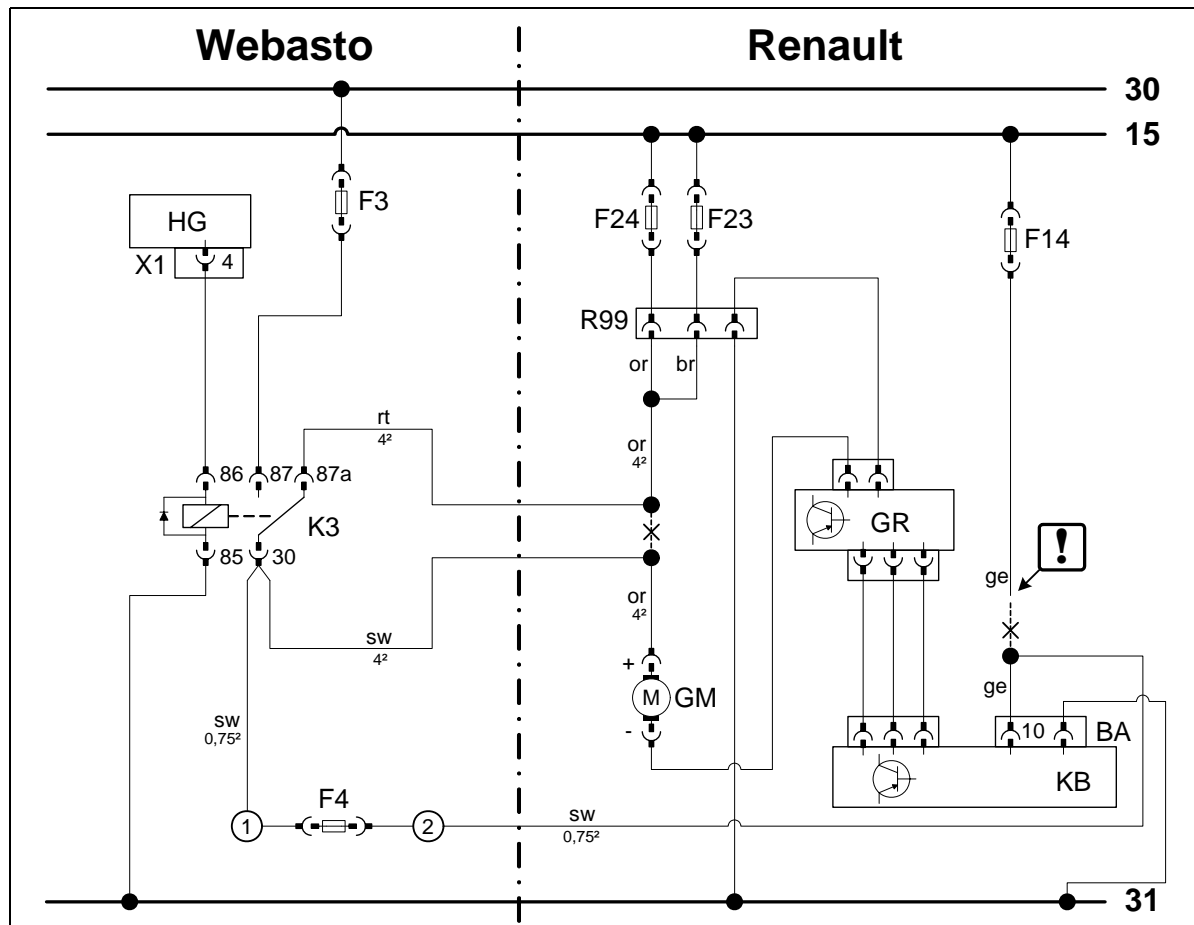 Webasto Renault
30
15
F3
HG
F24 F23
F14
X1 4
R99
or br
rt
4²
or
4²
86 87 87a
GR
K3
!
85 30
ge
or
4²
sw
4²
+
M GM
ge
-
sw
0,75²
10 BA
KB
F4
1 2
sw
0,75²
31